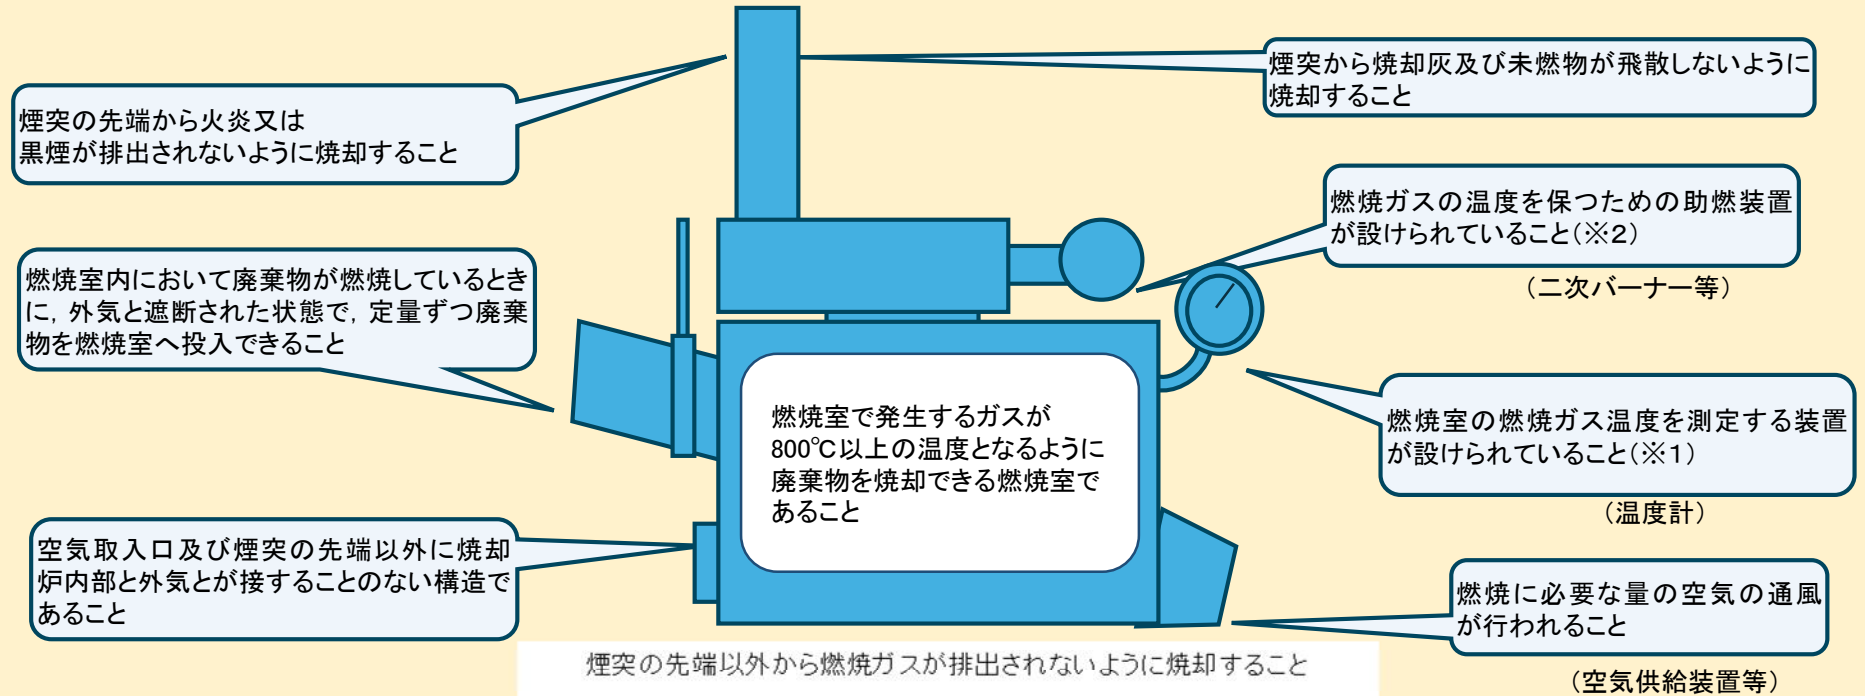 煙突から焼却灰及び未燃物が飛散しないように
焼却すること
煙突の先端から火炎又は
黒煙が排出されないように焼却すること
燃焼ガスの温度を保つための助燃装置
が設けられていること(※2)
(二次バーナー等)
燃焼室内において廃棄物が燃焼しているとき
に, 外気と遮断された状態で, 定量ずつ廃棄
物を燃焼室へ投入できること
燃焼室で発生するガスが
800℃以上の温度となるように
廃棄物を焼却できる燃焼室で
あること
燃焼室の燃焼ガス温度を測定する装置
が設けられていること(※1)
(温度計)
空気取入口及び煙突の先端以外に焼却
炉内部と外気とが接することのない構造で
あること
燃焼に必要な量の空気の通風
が行われること
(空気供給装置等)
煙突の先端以外から燃焼ガスが排出されないように焼却すること